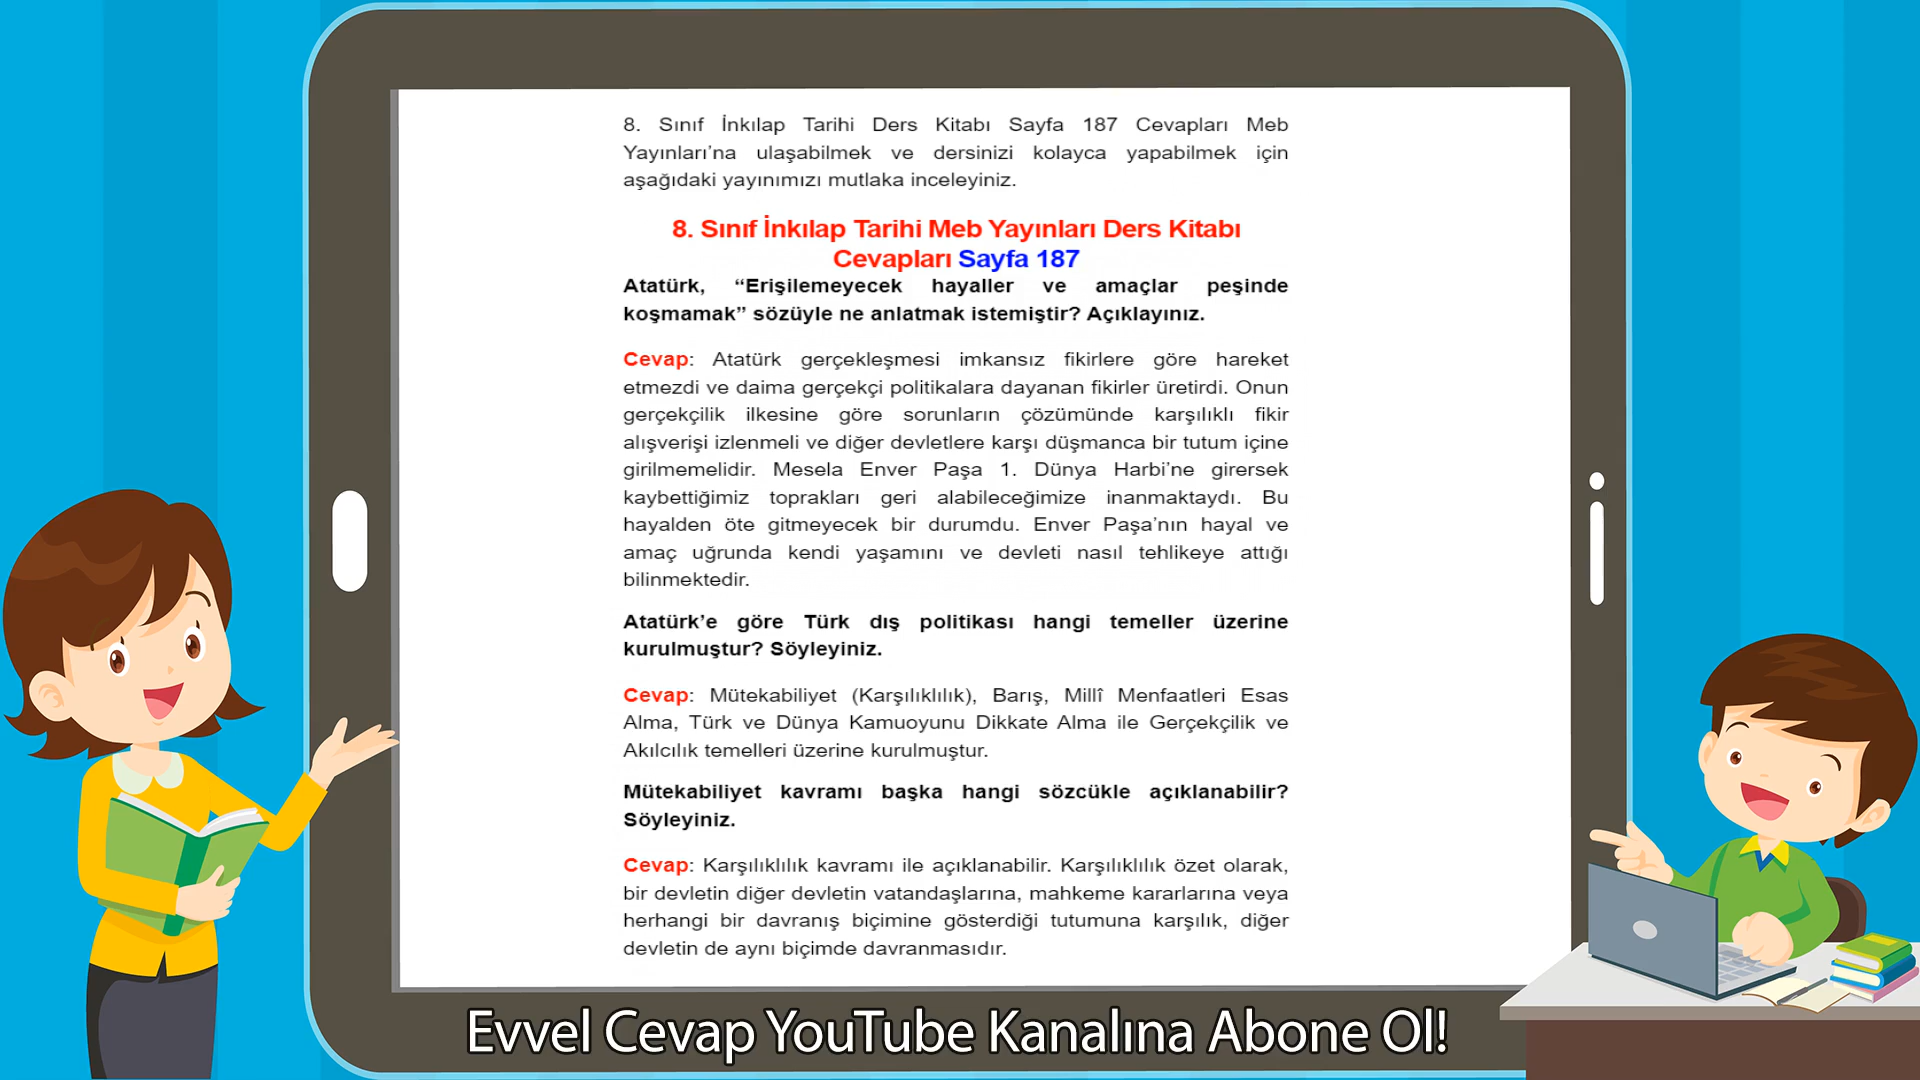 8. Sınıf İnkılap Tarihi Ders Kitabı Sayfa 187 Cevapları Meb
Yayınları’na ulaşabilmek ve dersinizi kolayca yapabilmek için
aşağıdaki yayınımızı mutlaka inceleyiniz.
8. Sınıf İnkılap Tarihi Meb Yayınları Ders Kitabı
Cevapları Sayfa 187
Atatürk, “Erişilemeyecek hayaller ve amaçlar peşinde
koşmamak” sözüyle ne anlatmak istemiştir? Açıklayınız.
Cevap: Atatürk gerçekleşmesi imkansız fikirlere göre hareket
etmezdi ve daima gerçekçi politikalara dayanan fikirler üretirdi. Onun
gerçekçilik ilkesine göre sorunların çözümünde karşılıklı fikir
alışverişi izlenmeli ve diğer devletlere karşı düşmanca bir tutum içine
girilmemelidir. Mesela Enver Paşa 1. Dünya Harbi’ne girersek
kaybettiğimiz toprakları geri alabileceğimize inanmaktaydı. Bu
hayalden öte gitmeyecek bir durumdu. Enver Paşa’nın hayal ve
amaç uğrunda kendi yaşamını ve devleti nasıl tehlikeye attığı
bilinmektedir.
Atatürk’e göre Türk dış politikası hangi temeller üzerine
kurulmuştur? Söyleyiniz.
Cevap: Mütekabiliyet (Karşılıklılık), Barış, Millî Menfaatleri Esas
Alma, Türk ve Dünya Kamuoyunu Dikkate Alma ile Gerçekçilik ve
Akılcılık temelleri üzerine kurulmuştur.
Mütekabiliyet kavramı başka hangi sözcükle açıklanabilir?
Söyleyiniz.
Cevap: Karşılıklılık kavramı ile açıklanabilir. Karşılıklılık özet olarak,
bir devletin diğer devletin vatandaşlarına, mahkeme kararlarına veya
herhangi bir davranış biçimine gösterdiği tutumuna karşılık, diğer
devletin de aynı biçimde davranmasıdır.
Evvel Cevap YouTube Kanalına Abone Ol!